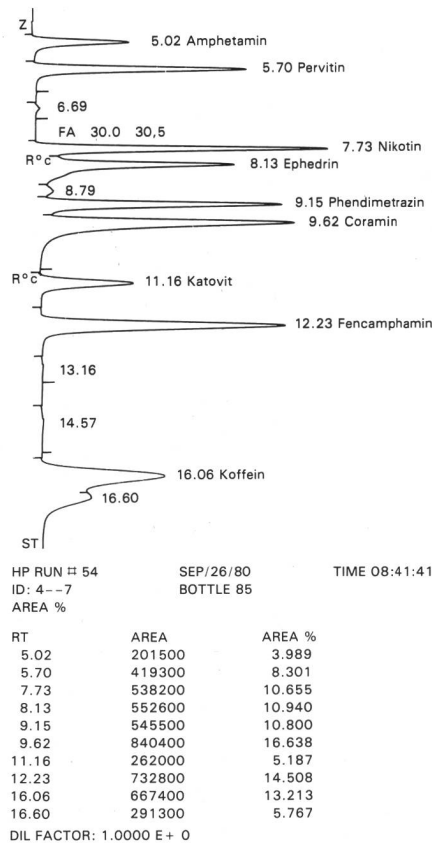 Z
5.02 Amphetamin
5.70 Pervitin
6.69
FA 30.0 30,5
7.73 Nikotin
R°c
8.13 Ephedrin
8.79
9.15 Phendimetrazin
9.62 Coramin
R°c
11.16 Katovit
12.23 Fencamphamin
13.16
14.57
16.06 Koffein
16.60
ST
HP RUN ⌗ 54 SEP/26/80 TIME 08:41:41
ID: 4--7 BOTTLE 85
AREA %
RT AREA AREA %
5.02 201500 3.989
5.70 419300 8.301
7.73 538200 10.655
8.13 552600 10.940
9.15 545500 10.800
9.62 840400 16.638
11.16 262000 5.187
12.23 732800 14.508
16.06 667400 13.213
16.60 291300 5.767
DIL FACTOR: 1.0000 E+ 0